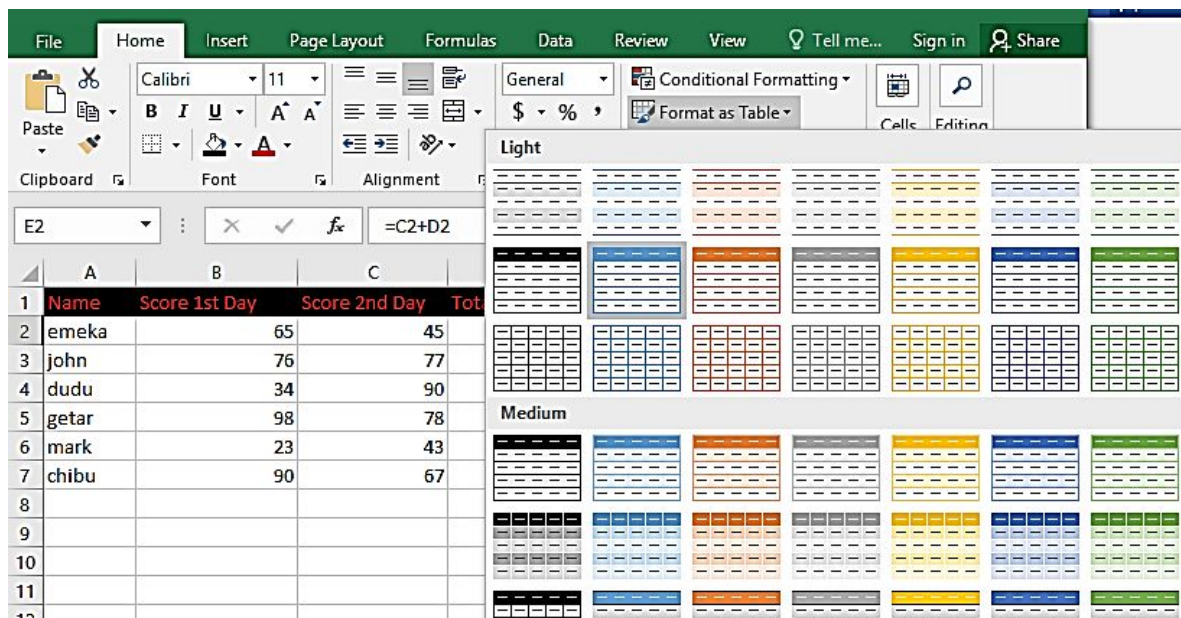 File Home Insert Page Layout Formulas Data Review View Tell me... Sign in Share
Calibri 11 General Conditional Formatting
B I U A A $ % , Format as Table
Paste A Cells Editing
Clipboard Font Alignment
Light
E2 fx =C2+D2
A B C
1 Name Score 1st Day Score 2nd Day Tot
2 emeka 65 45
3 john 76 77
4 dudu 34 90
5 getar 98 78
Medium
6 mark 23 43
7 chibu 90 67
8
9
10
11
12